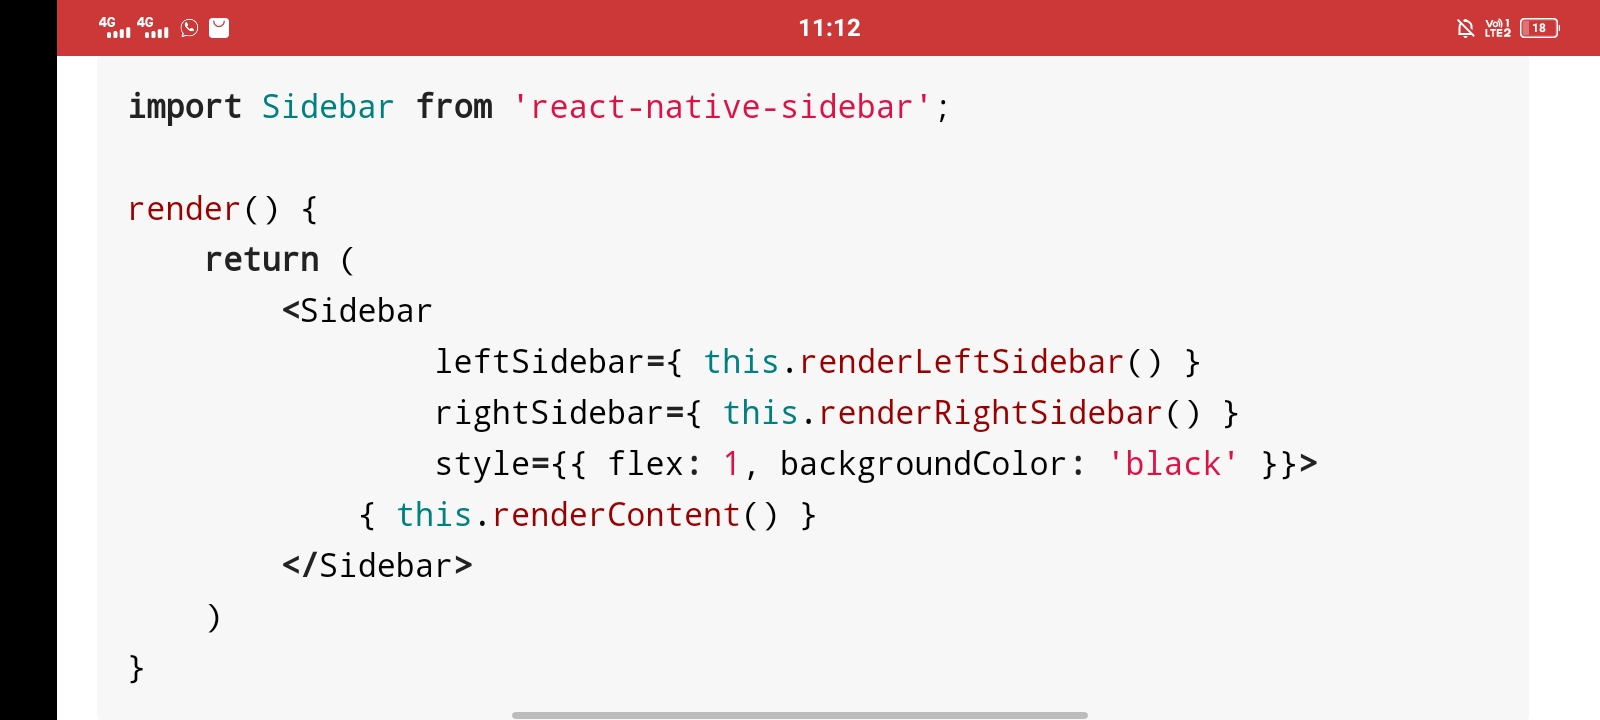 4G 4G 11:12 Vo)) 1 LTE2 18
import Sidebar from 'react-native-sidebar';
render() {
return (
<Sidebar
leftSidebar={ this.renderLeftSidebar() }
rightSidebar={ this.renderRightSidebar() }
style={{ flex: 1, backgroundColor: 'black' }}>
{ this.renderContent() }
</Sidebar>
)
}